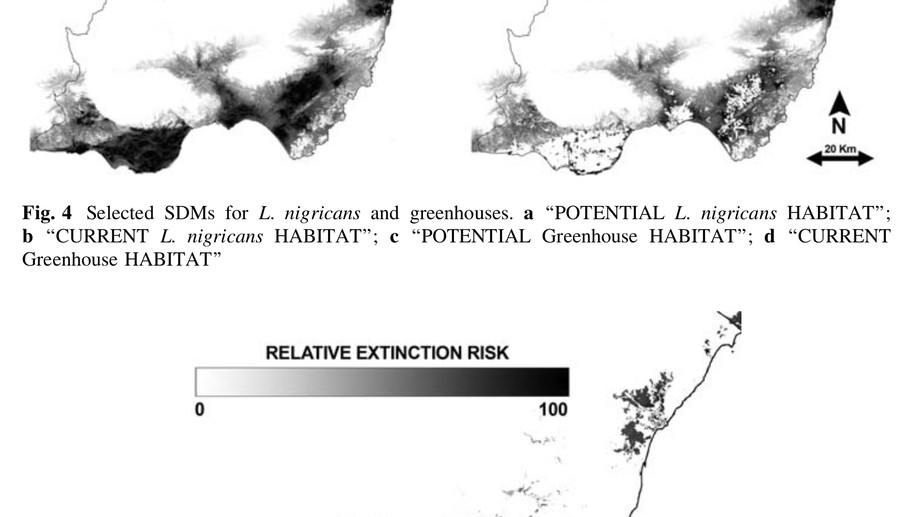 N
20 Km
Fig. 4 Selected SDMs for L. nigricans and greenhouses. a “POTENTIAL L. nigricans HABITAT”;
b “CURRENT L. nigricans HABITAT”; c “POTENTIAL Greenhouse HABITAT”; d “CURRENT
Greenhouse HABITAT”
RELATIVE EXTINCTION RISK
0 100